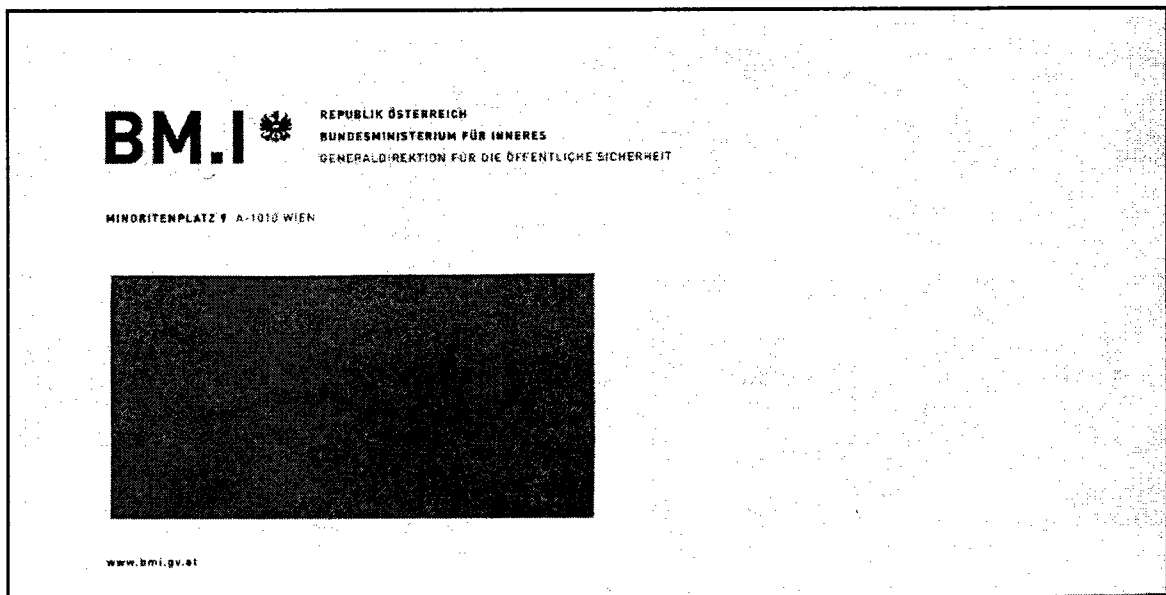 BM.I
REPUBLIK ÖSTERREICH
BUNDESMINISTERIUM FÜR INNERES
GENERALDIREKTION FÜR DIE ÖFFENTLICHE SICHERHEIT
MINORITENPLATZ 9 A-1010 WIEN
www.bmi.gv.at